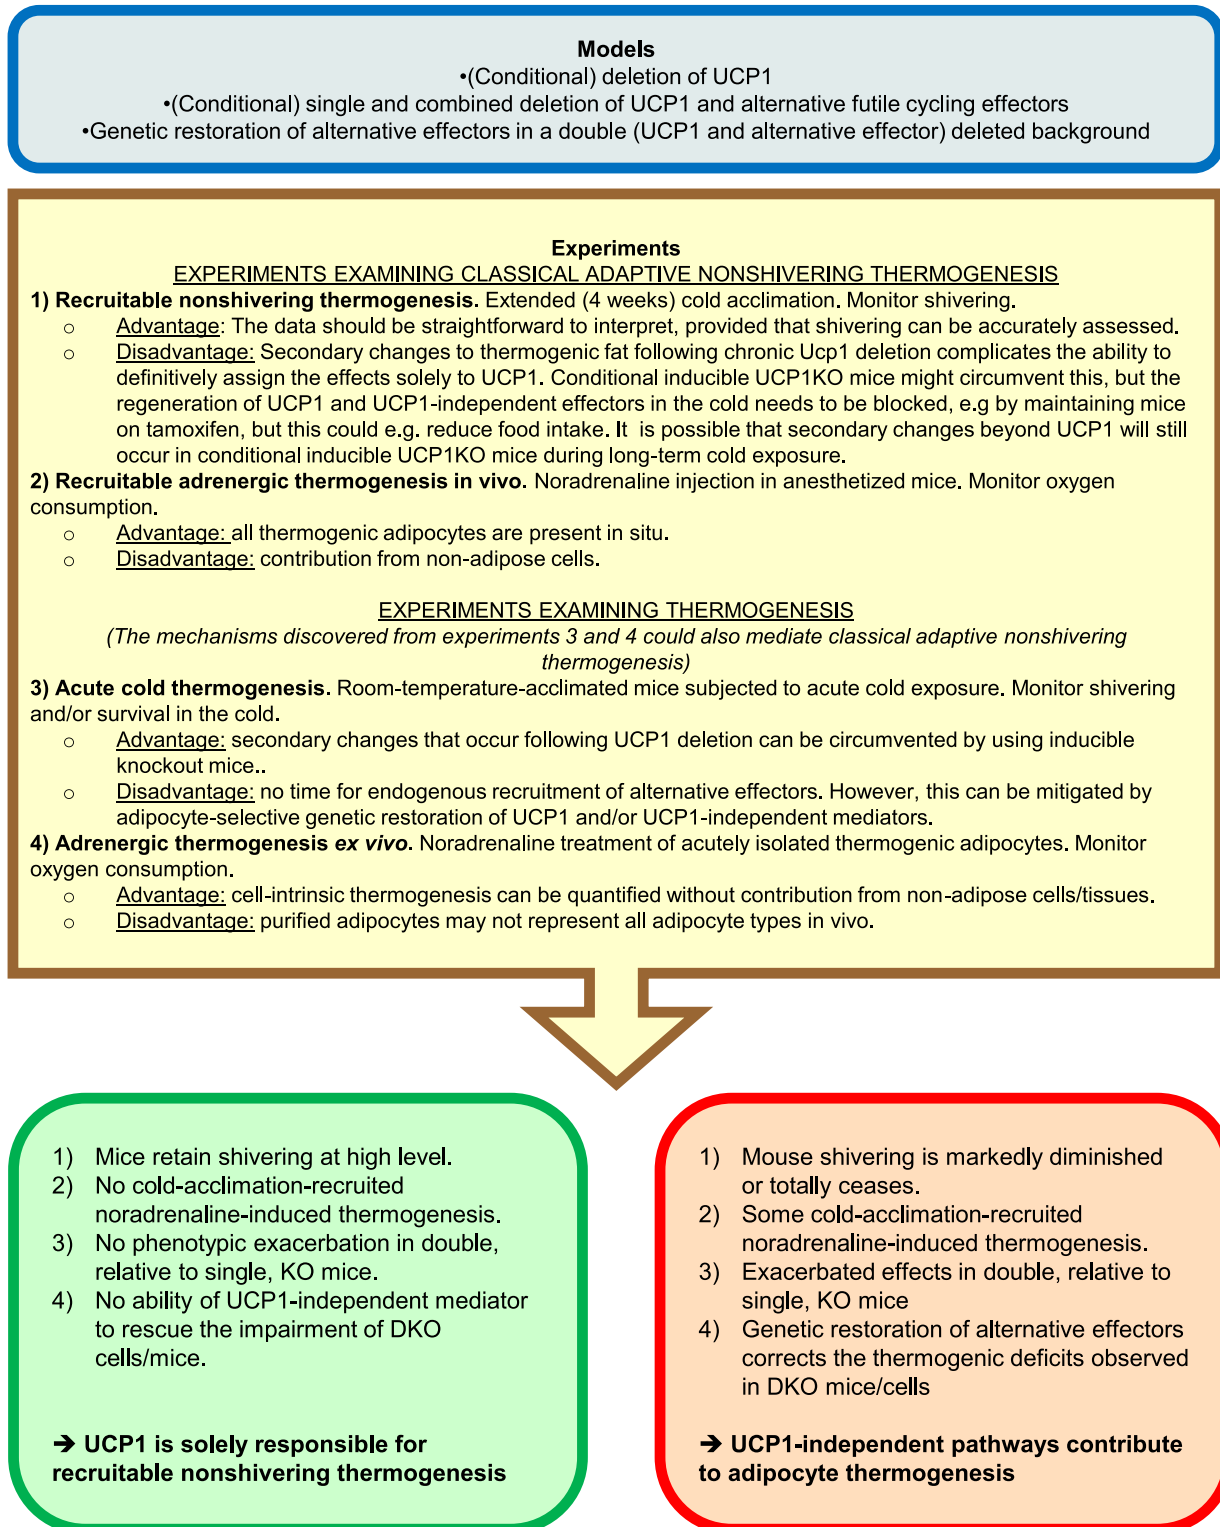 Models
•(Conditional) deletion of UCP1
•(Conditional) single and combined deletion of UCP1 and alternative futile cycling effectors
•Genetic restoration of alternative effectors in a double (UCP1 and alternative effector) deleted background
Experiments
EXPERIMENTS EXAMINING CLASSICAL ADAPTIVE NONSHIVERING THERMOGENESIS
1) Recruitable nonshivering thermogenesis. Extended (4 weeks) cold acclimation. Monitor shivering.
o Advantage: The data should be straightforward to interpret, provided that shivering can be accurately assessed.
o Disadvantage: Secondary changes to thermogenic fat following chronic Ucp1 deletion complicates the ability to
definitively assign the effects solely to UCP1. Conditional inducible UCP1KO mice might circumvent this, but the
regeneration of UCP1 and UCP1-independent effectors in the cold needs to be blocked, e.g by maintaining mice
on tamoxifen, but this could e.g. reduce food intake. It is possible that secondary changes beyond UCP1 will still
occur in conditional inducible UCP1KO mice during long-term cold exposure.
2) Recruitable adrenergic thermogenesis in vivo. Noradrenaline injection in anesthetized mice. Monitor oxygen
consumption.
o Advantage: all thermogenic adipocytes are present in situ.
o Disadvantage: contribution from non-adipose cells.
EXPERIMENTS EXAMINING THERMOGENESIS
(The mechanisms discovered from experiments 3 and 4 could also mediate classical adaptive nonshivering
thermogenesis)
3) Acute cold thermogenesis. Room-temperature-acclimated mice subjected to acute cold exposure. Monitor shivering
and/or survival in the cold.
o Advantage: secondary changes that occur following UCP1 deletion can be circumvented by using inducible
knockout mice..
o Disadvantage: no time for endogenous recruitment of alternative effectors. However, this can be mitigated by
adipocyte-selective genetic restoration of UCP1 and/or UCP1-independent mediators.
4) Adrenergic thermogenesis ex vivo. Noradrenaline treatment of acutely isolated thermogenic adipocytes. Monitor
oxygen consumption.
o Advantage: cell-intrinsic thermogenesis can be quantified without contribution from non-adipose cells/tissues.
o Disadvantage: purified adipocytes may not represent all adipocyte types in vivo.
1) Mice retain shivering at high level.
2) No cold-acclimation-recruited
noradrenaline-induced thermogenesis.
3) No phenotypic exacerbation in double,
relative to single, KO mice.
4) No ability of UCP1-independent mediator
to rescue the impairment of DKO
cells/mice.
➔ UCP1 is solely responsible for
recruitable nonshivering thermogenesis
1) Mouse shivering is markedly diminished
or totally ceases.
2) Some cold-acclimation-recruited
noradrenaline-induced thermogenesis.
3) Exacerbated effects in double, relative to
single, KO mice
4) Genetic restoration of alternative effectors
corrects the thermogenic deficits observed
in DKO mice/cells
➔ UCP1-independent pathways contribute
to adipocyte thermogenesis